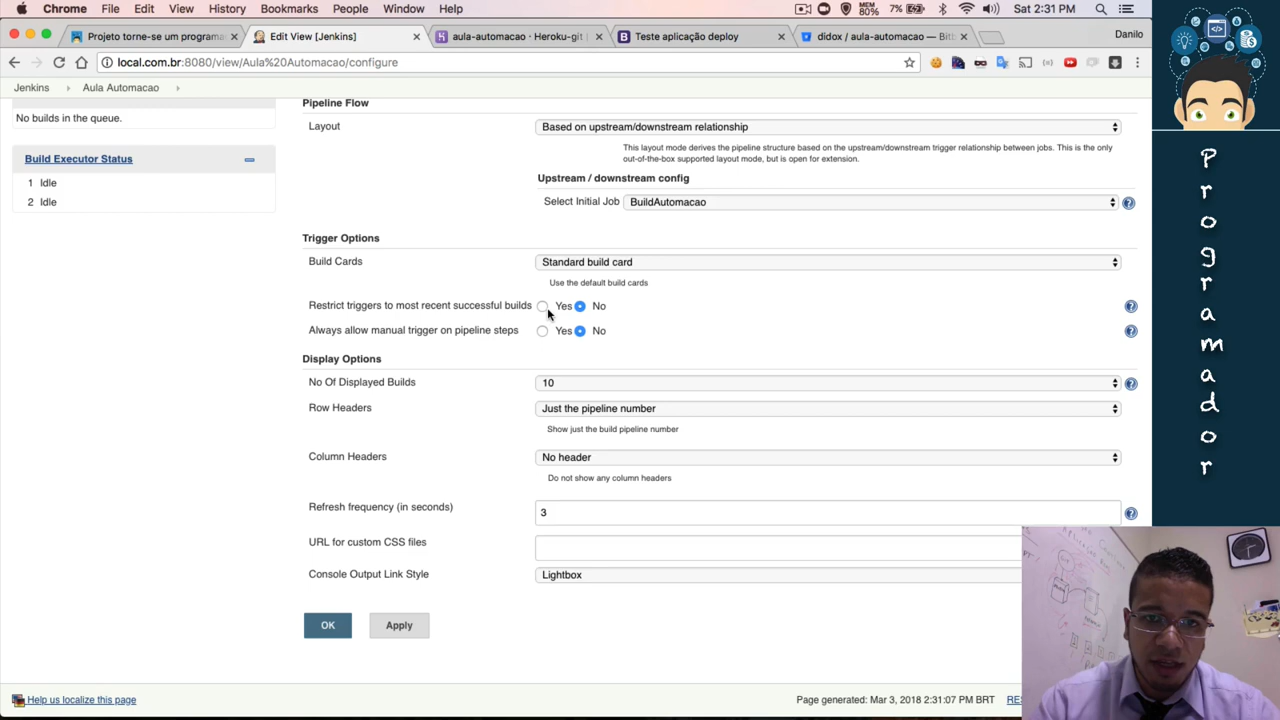 Chrome File Edit View History Bookmarks People Window Help MEM 80% 7% Sat 2:31 PM
Projeto torne-se um programa
Edit View [Jenkins]
aula-automacao · Heroku-git
Teste aplicação deploy
didox / aula-automacao — Bitb
Danilo
local.com.br:8080/view/Aula%20Automacao/configure
Jenkins Aula Automacao
No builds in the queue.
Build Executor Status
1 Idle
2 Idle
Pipeline Flow
Layout Based on upstream/downstream relationship
This layout mode derives the pipeline structure based on the upstream/downstream trigger relationship between jobs. This is the only
out-of-the-box supported layout mode, but is open for extension.
Upstream / downstream config
Select Initial Job BuildAutomacao
Trigger Options
Build Cards Standard build card
Use the default build cards
Restrict triggers to most recent successful builds Yes No
Always allow manual trigger on pipeline steps Yes No
Display Options
No Of Displayed Builds 10
Row Headers Just the pipeline number
Show just the build pipeline number
Column Headers No header
Do not show any column headers
Refresh frequency (in seconds) 3
URL for custom CSS files
Console Output Link Style Lightbox
OK Apply
Help us localize this page
Page generated: Mar 3, 2018 2:31:07 PM BRT
Programador